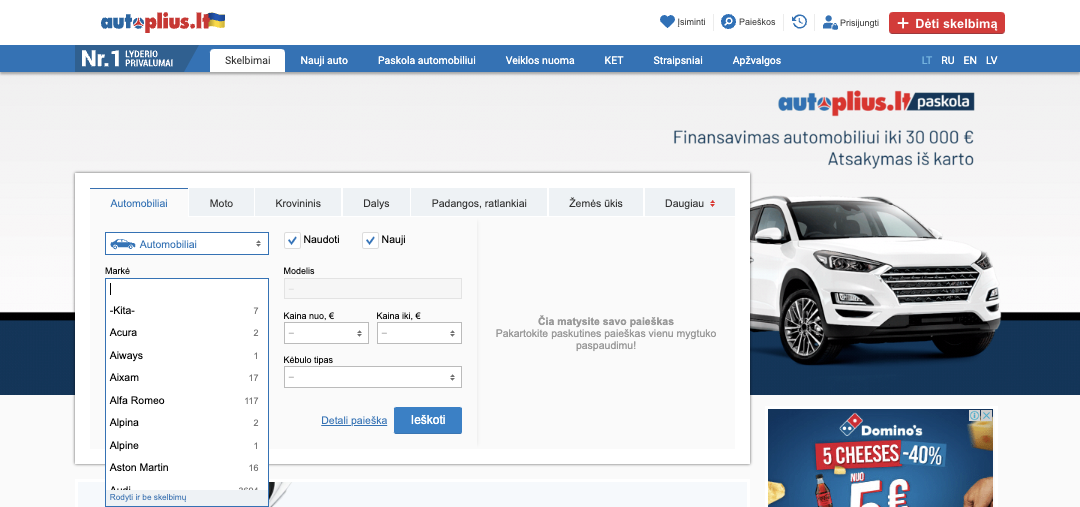 autoplius.lt
Įsiminti
Paieškos
Prisijungti
+ Dėti skelbimą
Nr.1 LYDERIO
PRIVALUMAI
Skelbimai
Nauji auto
Paskola automobiliui
Veiklos nuoma
KET
Straipsniai
Apžvalgos
LT RU EN LV
autoplius.lt paskola
Finansavimas automobiliui iki 30 000 €
Atsakymas iš karto
Automobiliai
Moto
Krovininis
Dalys
Padangos, ratlankiai
Žemės ūkis
Daugiau
Automobiliai
Naudoti
Nauji
Markė
-Kita- 7
Acura 2
Aiways 1
Aixam 17
Alfa Romeo 117
Alpina 2
Alpine 1
Aston Martin 16
Audi
Rodyti ir be skelbimų
Modelis
–
Kaina nuo, €
–
Kaina iki, €
–
Kėbulo tipas
–
Detali paieška
Ieškoti
Čia matysite savo paieškas
Pakartokite paskutines paieškas vienu mygtuko
paspaudimu!
Domino's
5 CHEESES -40%
NUO
5€